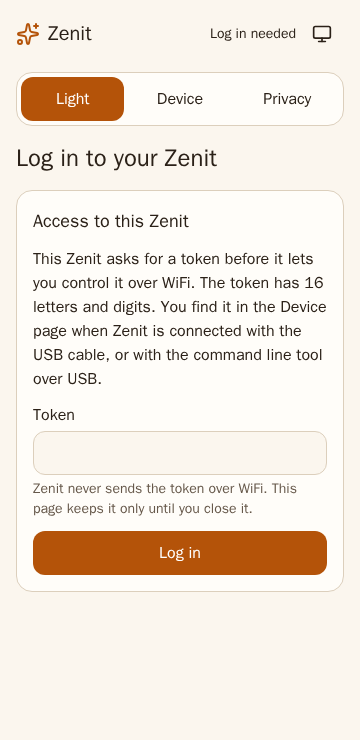 Zenit
Log in needed
Light
Device
Privacy
Log in to your Zenit
Access to this Zenit
This Zenit asks for a token before it lets
you control it over WiFi. The token has 16
letters and digits. You find it in the Device
page when Zenit is connected with the
USB cable, or with the command line tool
over USB.
Token
Zenit never sends the token over WiFi. This
page keeps it only until you close it.
Log in